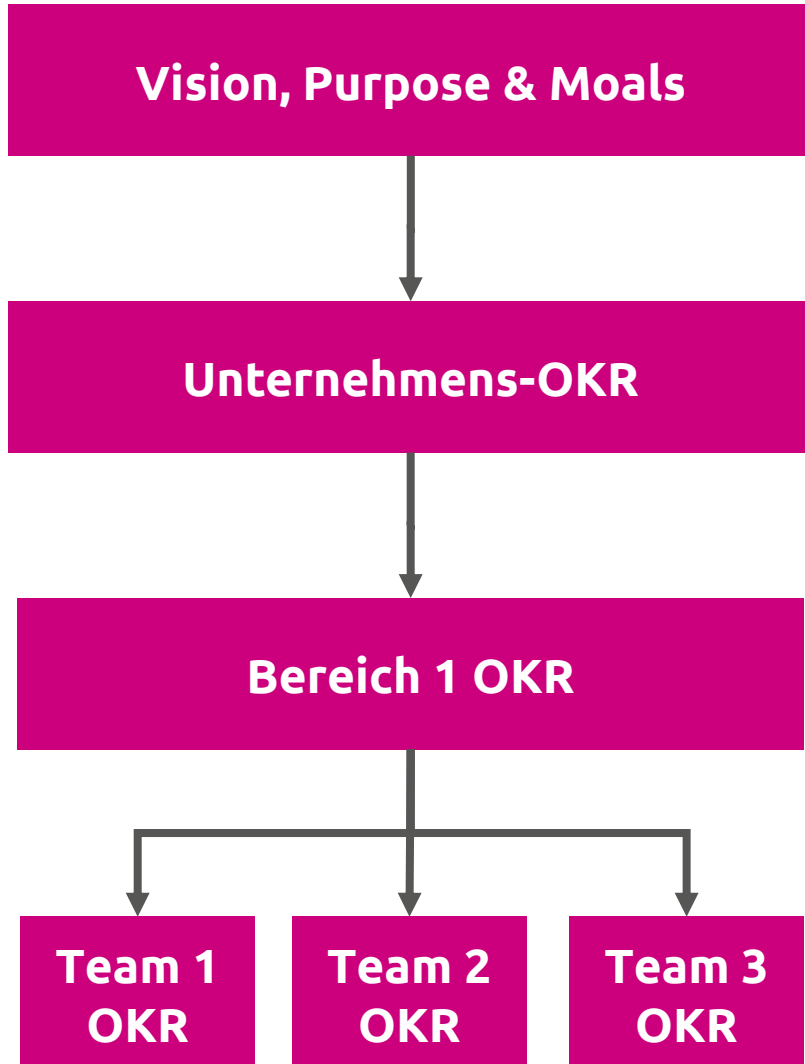 Vision, Purpose & Moals
Unternehmens-OKR
Bereich 1 OKR
Team 1
OKR
Team 2
OKR
Team 3
OKR